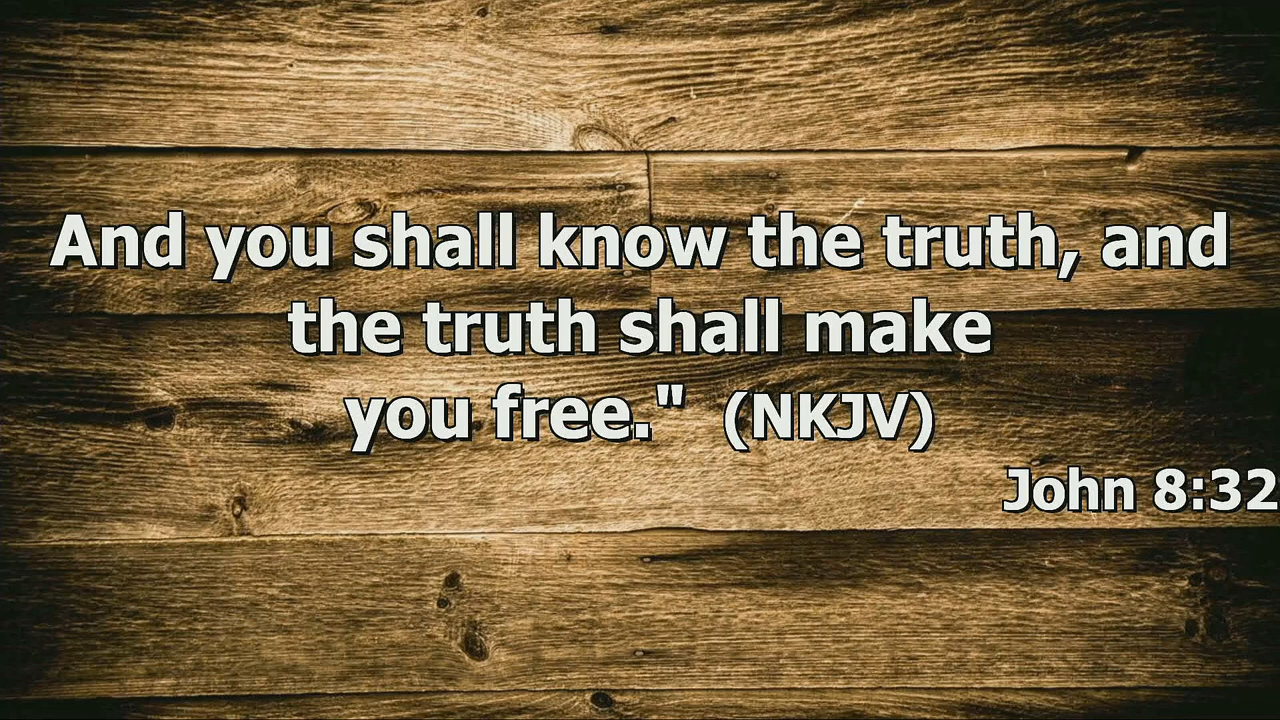 And you shall know the truth, and
the truth shall make
you free." (NKJV)
John 8:32